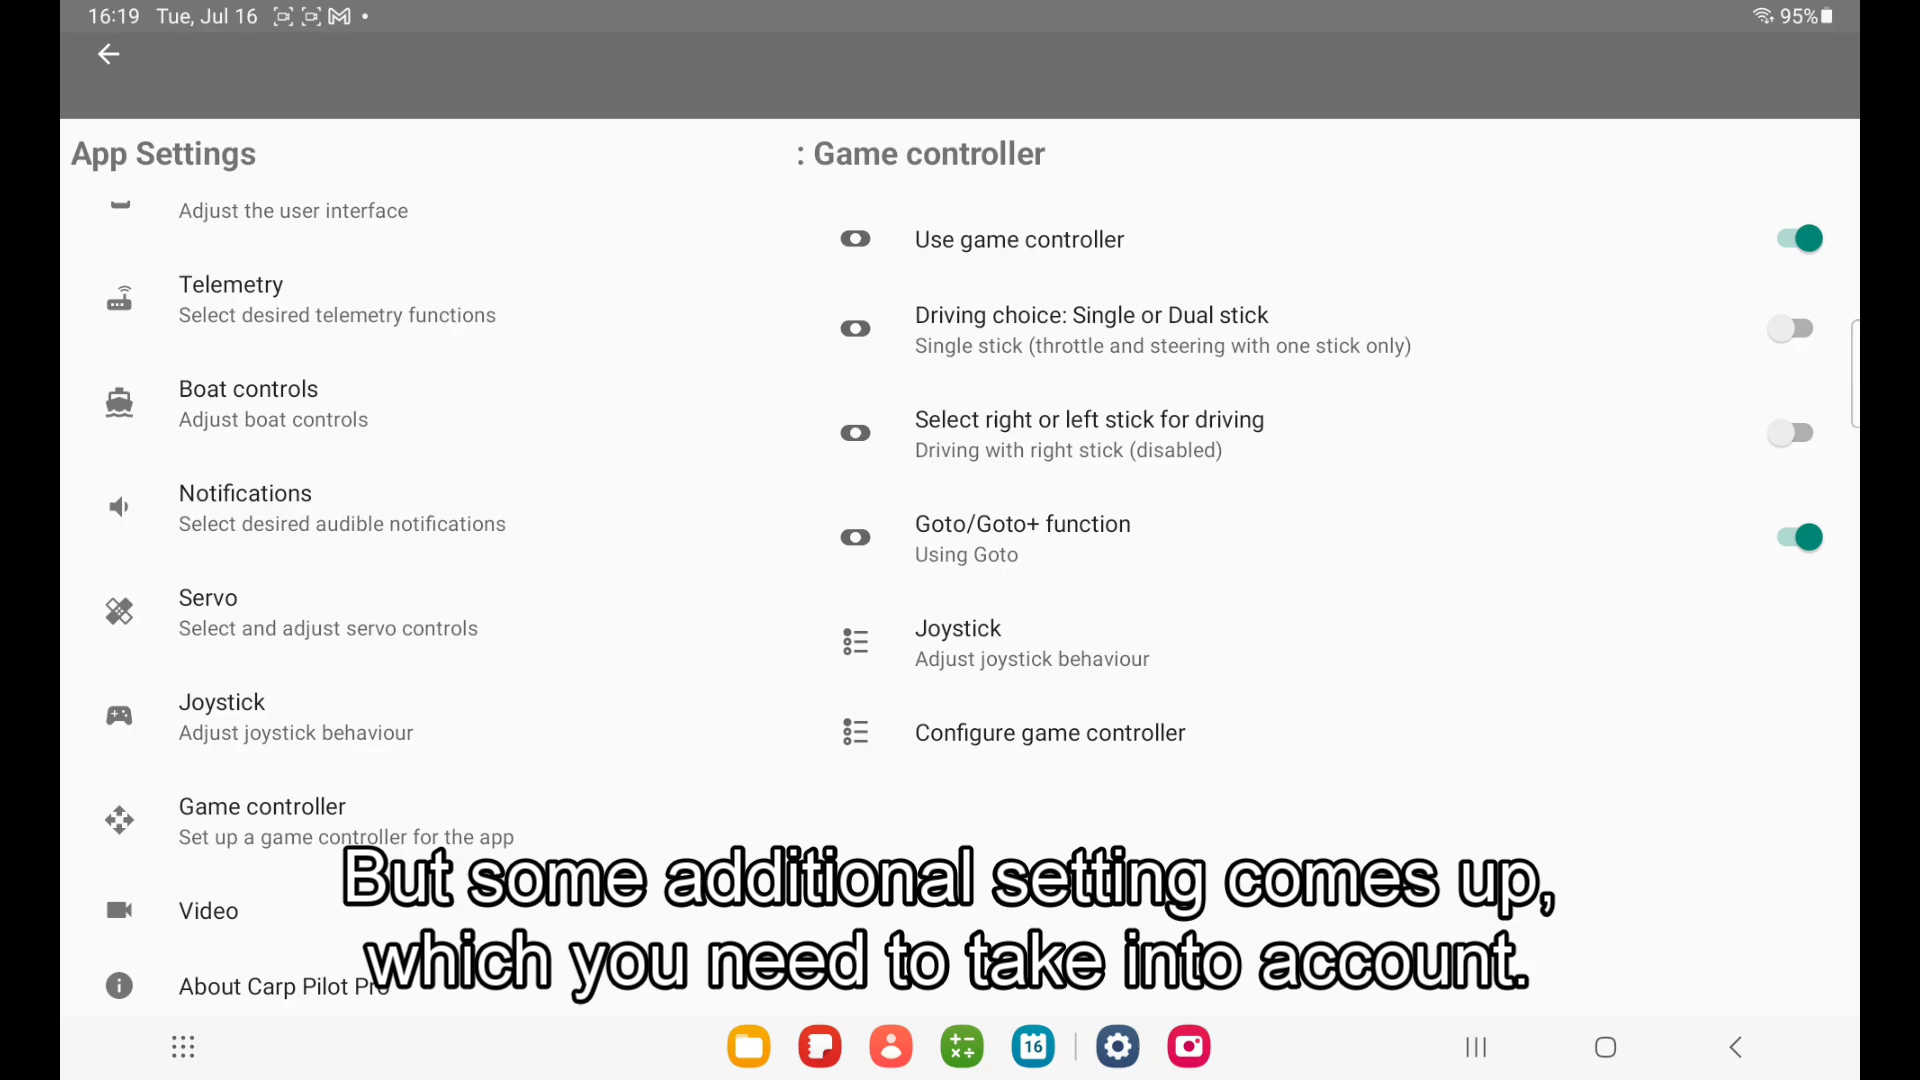 16:19 Tue, Jul 16
95%
App Settings
: Game controller
Adjust the user interface
Telemetry
Select desired telemetry functions
Boat controls
Adjust boat controls
Notifications
Select desired audible notifications
Servo
Select and adjust servo controls
Joystick
Adjust joystick behaviour
Game controller
Set up a game controller for the app
Video
About Carp Pilot Pro
Use game controller
Driving choice: Single or Dual stick
Single stick (throttle and steering with one stick only)
Select right or left stick for driving
Driving with right stick (disabled)
Goto/Goto+ function
Using Goto
Joystick
Adjust joystick behaviour
Configure game controller
But some additional setting comes up,
which you need to take into account.
16